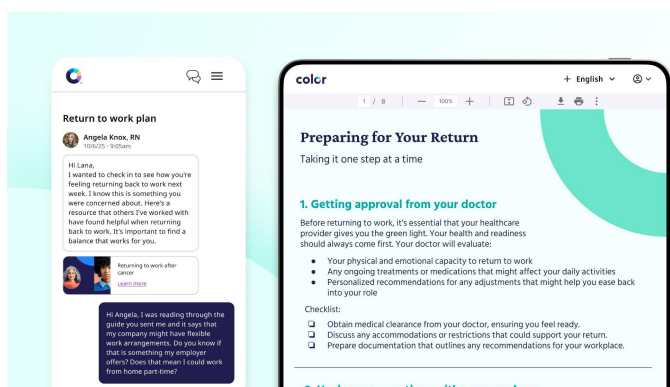 Return to work plan
Angela Knox, RN
10/6/25 - 9:05am
Hi Lana,
I wanted to check in to see how you're
feeling returning back to work next
week. I know this is something you
were concerned about. Here's a
resource that others I've worked with
have found helpful when returning
back to work. It's important to find a
balance that works for you.
Returning to work after
cancer
Learn more
Hi Angela, I was reading through the
guide you sent me and it says that
my company might have flexible
work arrangements. Do you know if
that is something my employer
offers? Does that mean I could work
from home part-time?
color
+ English
1 / 8 — 100% +
Preparing for Your Return
Taking it one step at a time
1. Getting approval from your doctor
Before returning to work, it's essential that your healthcare
provider gives you the green light. Your health and readiness
should always come first. Your doctor will evaluate:
● Your physical and emotional capacity to return to work
● Any ongoing treatments or medications that might affect your daily activities
● Personalized recommendations for any adjustments that might help you ease back
into your role
Checklist:
❏ Obtain medical clearance from your doctor, ensuring you feel ready.
❏ Discuss any accommodations or restrictions that could support your return.
❏ Prepare documentation that outlines any recommendations for your workplace.